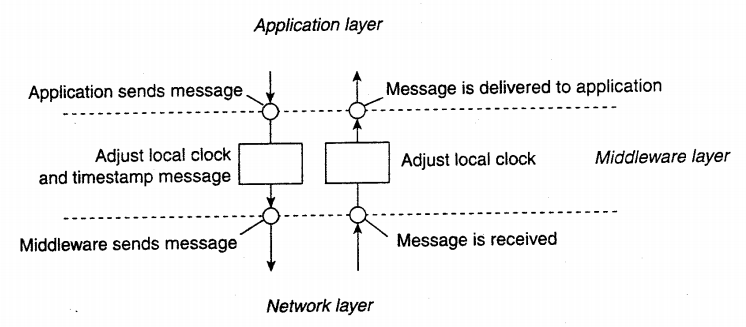 Application layer
Application sends message
Message is delivered to application
Adjust local clock
and timestamp message
Adjust local clock
Middleware layer
Middleware sends message
Message is received
Network layer